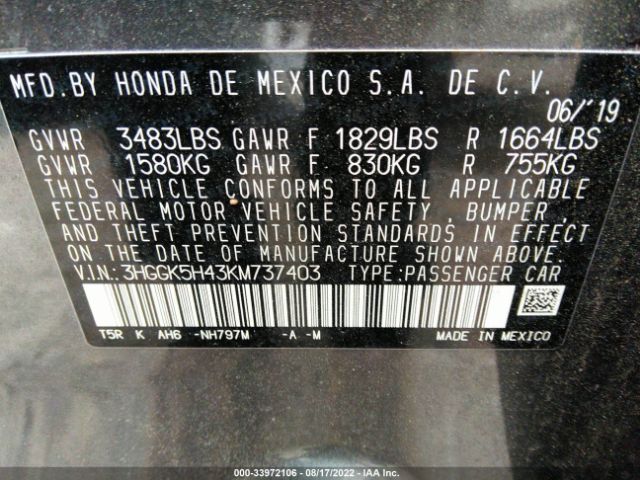 MFD.BY HONDA DE MEXICO S.A. DE C.V.
06/'19
GVWR 3483LBS GAWR F 1829LBS R 1664LBS
GVWR 1580KG GAWR F 830KG R 755KG
THIS VEHICLE CONFORMS TO ALL APPLICABLE
FEDERAL MOTOR VEHICLE SAFETY , BUMPER ,
AND THEFT PREVENTION STANDARDS IN EFFECT
ON THE DATE OF MANUFACTURE SHOWN ABOVE.
V.I.N.:3HGGK5H43KM737403 TYPE:PASSENGER CAR
T5R K AH6 -NH797M -A -M MADE IN MEXICO
000-33972106 - 08/17/2022 - IAA Inc.